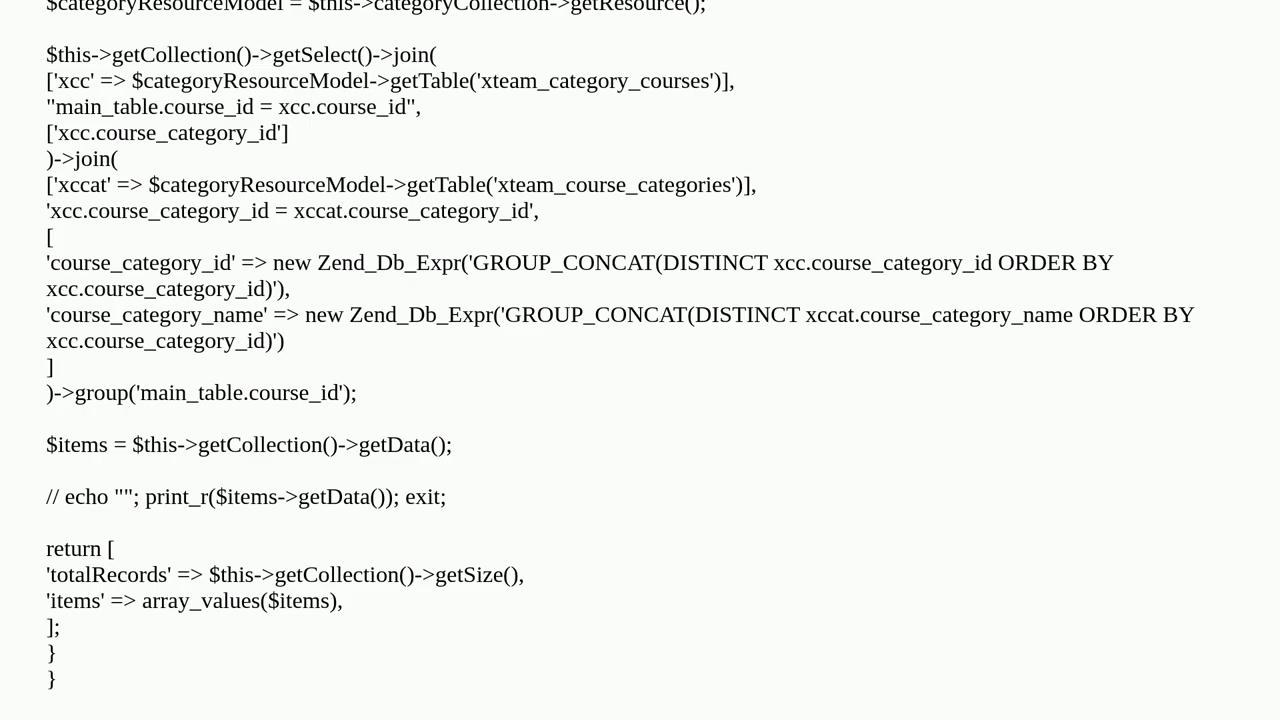 $categoryResourceModel = $this->categoryCollection->getResource();
$this->getCollection()->getSelect()->join(
['xcc' => $categoryResourceModel->getTable('xteam_category_courses')],
"main_table.course_id = xcc.course_id",
['xcc.course_category_id']
)->join(
['xccat' => $categoryResourceModel->getTable('xteam_course_categories')],
'xcc.course_category_id = xccat.course_category_id',
[
'course_category_id' => new Zend_Db_Expr('GROUP_CONCAT(DISTINCT xcc.course_category_id ORDER BY
xcc.course_category_id)'),
'course_category_name' => new Zend_Db_Expr('GROUP_CONCAT(DISTINCT xccat.course_category_name ORDER BY
xcc.course_category_id)')
]
)->group('main_table.course_id');
$items = $this->getCollection()->getData();
// echo ""; print_r($items->getData()); exit;
return [
'totalRecords' => $this->getCollection()->getSize(),
'items' => array_values($items),
];
}
}